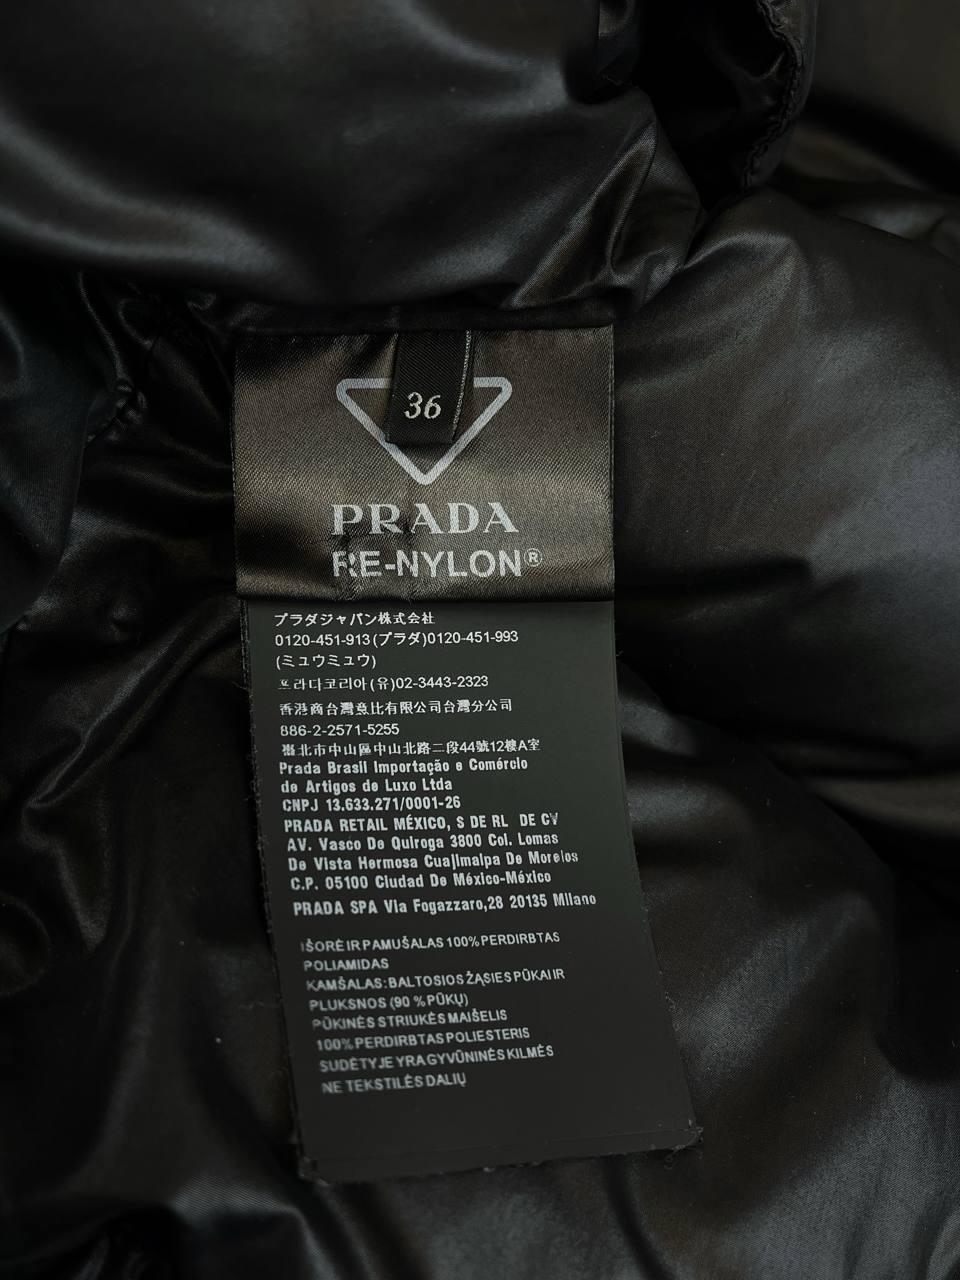 36
PRADA
RE-NYLON®
プラダジャパン株式会社
0120-451-913(プラダ)0120-451-993
(ミュウミュウ)
프라다코리아(유)02-3443-2323
香港商台灣意比有限公司台灣分公司
886-2-2571-5255
臺北市中山區中山北路二段44號12樓A室
Prada Brasil Importação e Comércio
de Artigos de Luxo Ltda
CNPJ 13.633.271/0001-26
PRADA RETAIL MÉXICO, S DE RL DE CV
AV. Vasco De Quiroga 3800 Col. Lomas
De Vista Hermosa Cuajimalpa De Morelos
C.P. 05100 Ciudad De México-México
PRADA SPA Via Fogazzaro,28 20135 Milano
IŠORĖ IR PAMUŠALAS 100% PERDIRBTAS
POLIAMIDAS
KAMŠALAS: BALTOSIOS ŽĄSIES PŪKAI IR
PLUKSNOS (90 % PŪKŲ)
PŪKINĖS STRIUKĖS MAIŠELIS
100% PERDIRBTAS POLIESTERIS
SUDĖTYJE YRA GYVŪNINĖS KILMĖS
NE TEKSTILĖS DALIŲ